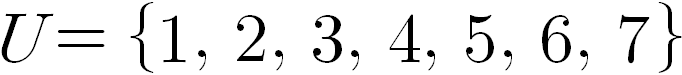 U= {1, 2, 3, 4, 5, 6, 7}